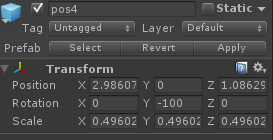 pos4 Static
Tag Untagged Layer Default
Prefab Select Revert Apply
Transform
Position X 2.98607 Y 0 Z 1.08629
Rotation X 0 Y -100 Z 0
Scale X 0.49602 Y 0.49602 Z 0.49602